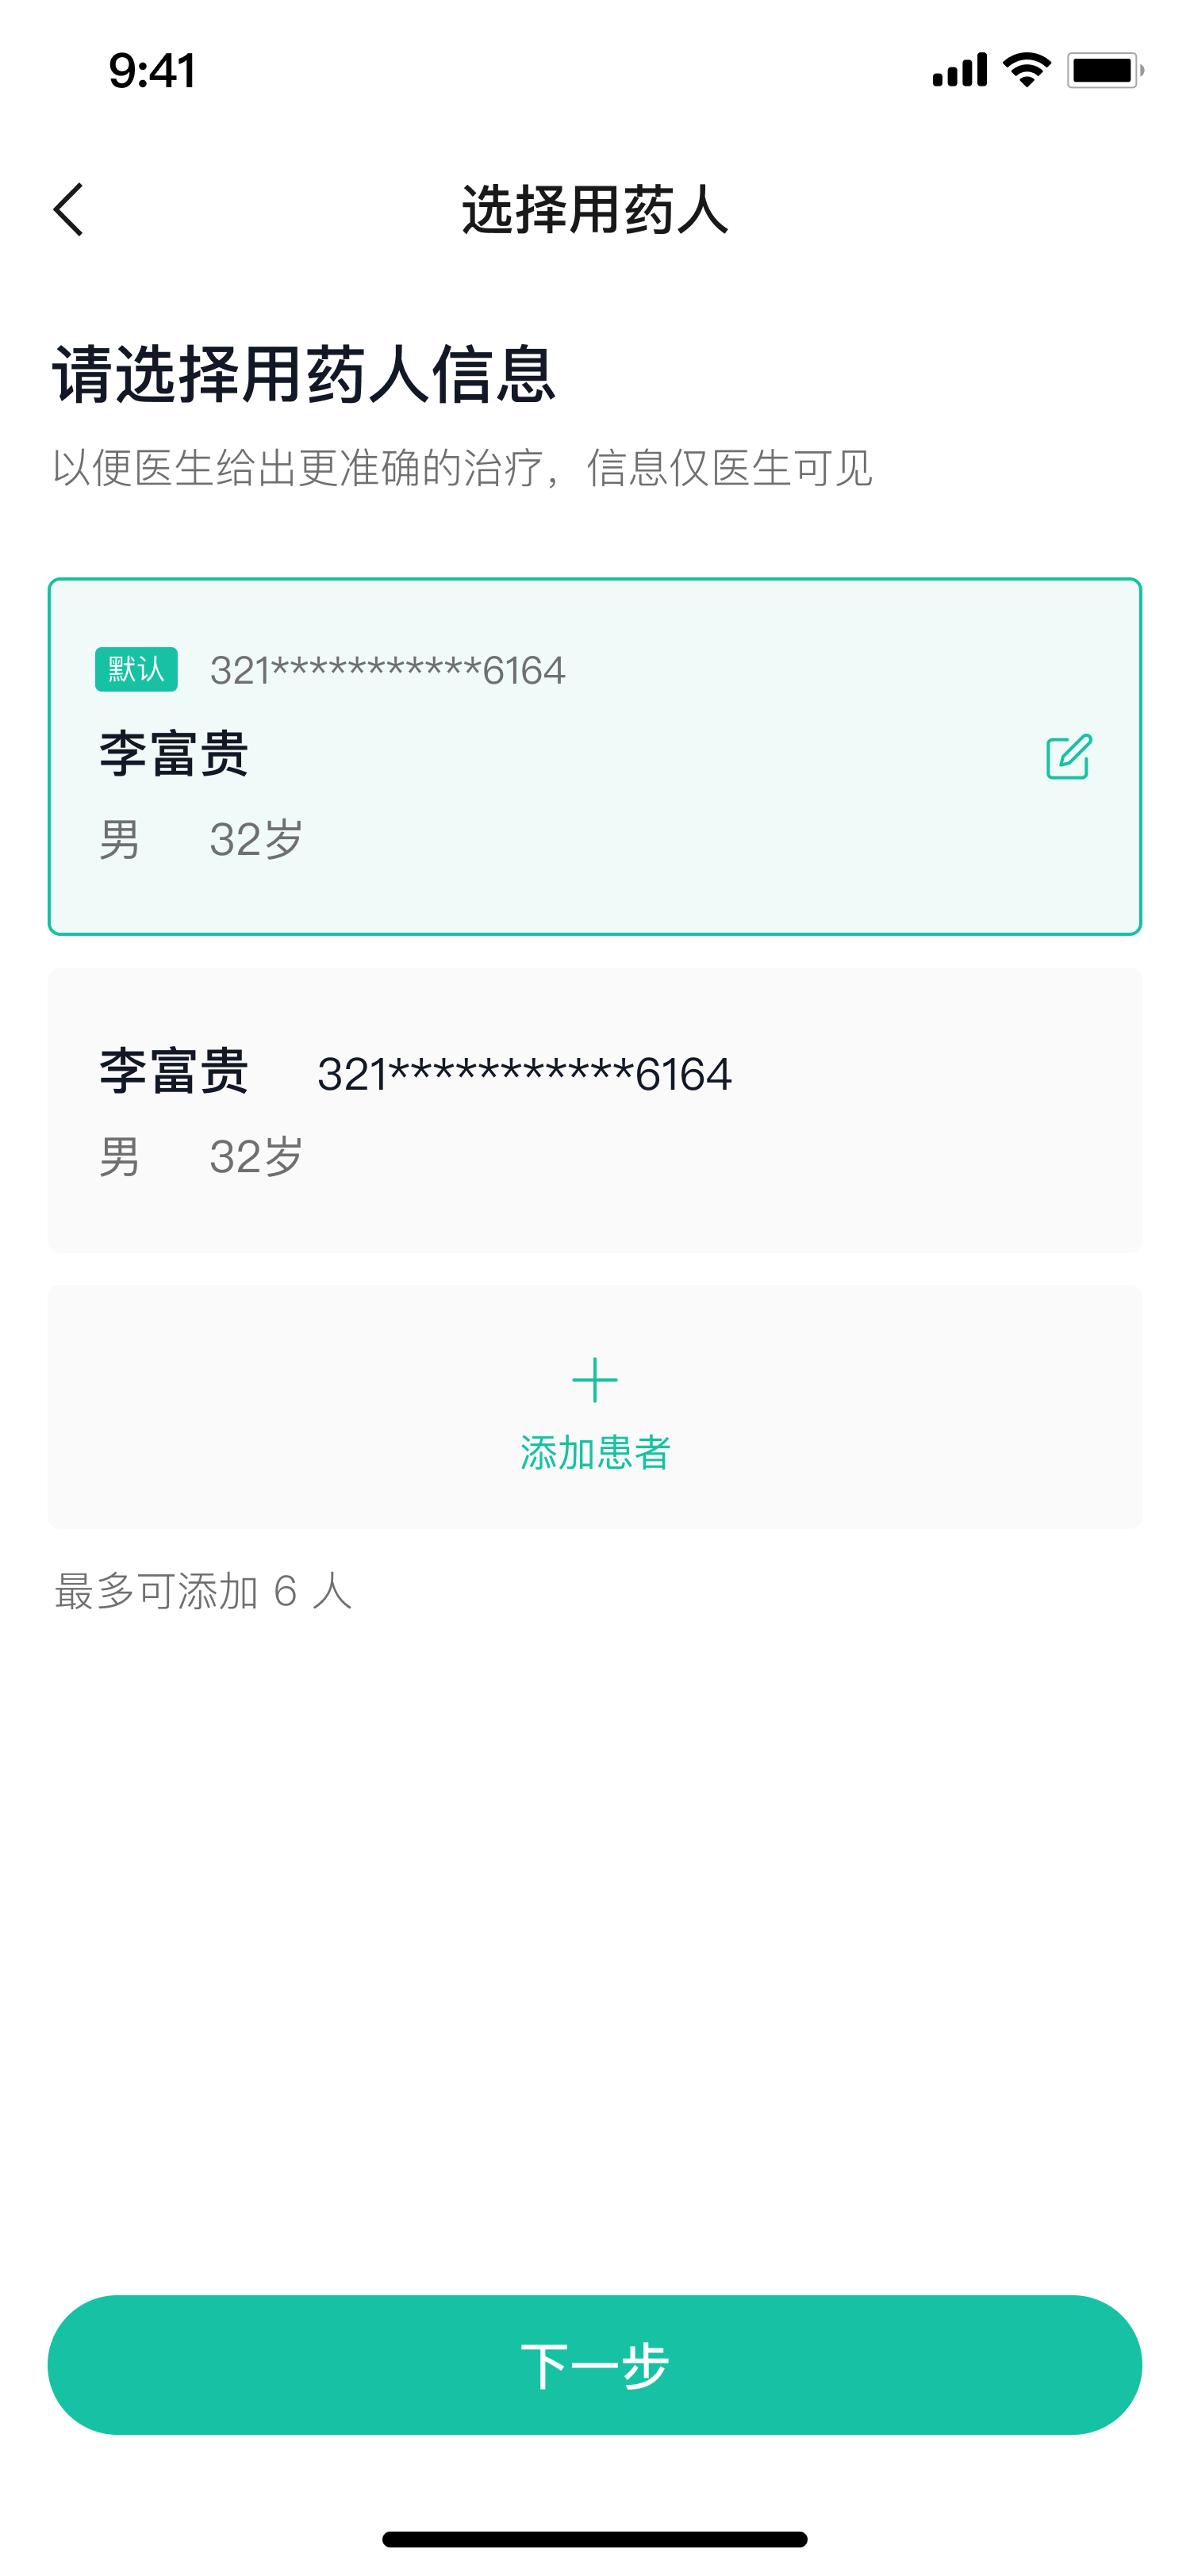 9:41
选择用药人
请选择用药人信息
以便医生给出更准确的治疗，信息仅医生可见
默认 321***********6164
李富贵
男 32岁
李富贵 321***********6164
男 32岁
添加患者
最多可添加 6 人
下一步